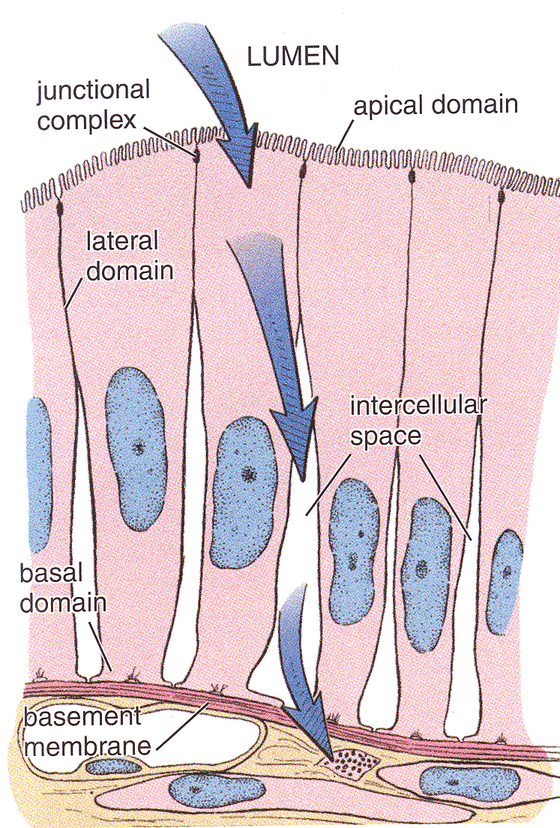 LUMEN
junctional
complex
apical domain
lateral
domain
intercellular
space
basal
domain
basement
membrane